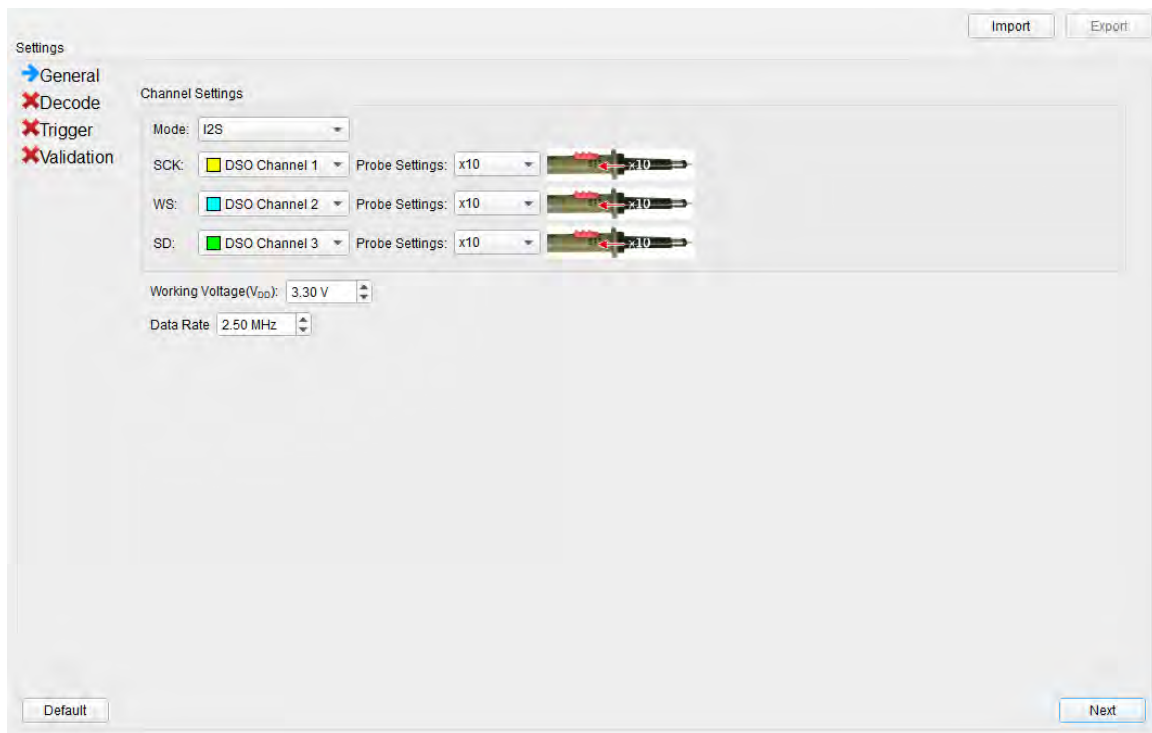 Import Export
Settings
General
Decode
Trigger
Validation
Channel Settings
Mode: I2S
SCK: DSO Channel 1 Probe Settings: x10 x10
WS: DSO Channel 2 Probe Settings: x10 x10
SD: DSO Channel 3 Probe Settings: x10 x10
Working Voltage(VDD): 3.30 V
Data Rate 2.50 MHz
Default Next